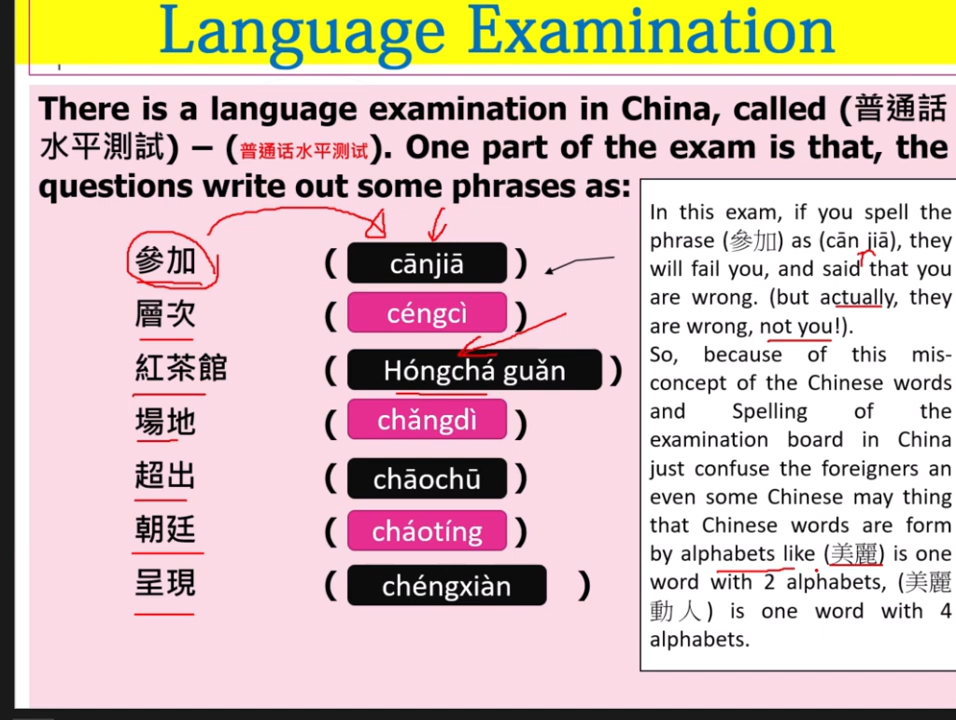 Language Examination
There is a language examination in China, called (普通話
水平測試) – (普通话水平测试). One part of the exam is that, the
questions write out some phrases as:
參加 ( cānjiā )
層次 ( céngcì )
紅茶館 ( Hóngchá guǎn )
場地 ( chǎngdì )
超出 ( chāochū )
朝廷 ( cháotíng )
呈現 ( chéngxiàn )
In this exam, if you spell the
phrase (參加) as (cān jiā), they
will fail you, and said that you
are wrong. (but actually, they
are wrong, not you!).
So, because of this mis-
concept of the Chinese words
and Spelling of the
examination board in China
just confuse the foreigners an
even some Chinese may thing
that Chinese words are form
by alphabets like (美麗) is one
word with 2 alphabets, (美麗
動人) is one word with 4
alphabets.